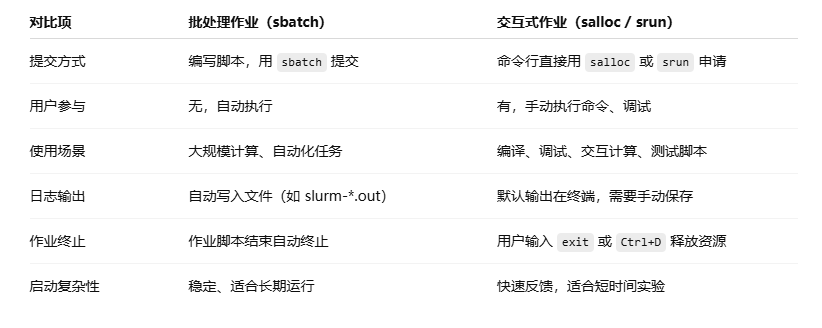 对比项 批处理作业（sbatch） 交互式作业（salloc / srun）
提交方式 编写脚本，用 sbatch 提交 命令行直接用 salloc 或 srun 申请
用户参与 无，自动执行 有，手动执行命令、调试
使用场景 大规模计算、自动化任务 编译、调试、交互计算、测试脚本
日志输出 自动写入文件（如 slurm-*.out） 默认输出在终端，需要手动保存
作业终止 作业脚本结束自动终止 用户输入 exit 或 Ctrl+D 释放资源
启动复杂性 稳定、适合长期运行 快速反馈，适合短时间实验